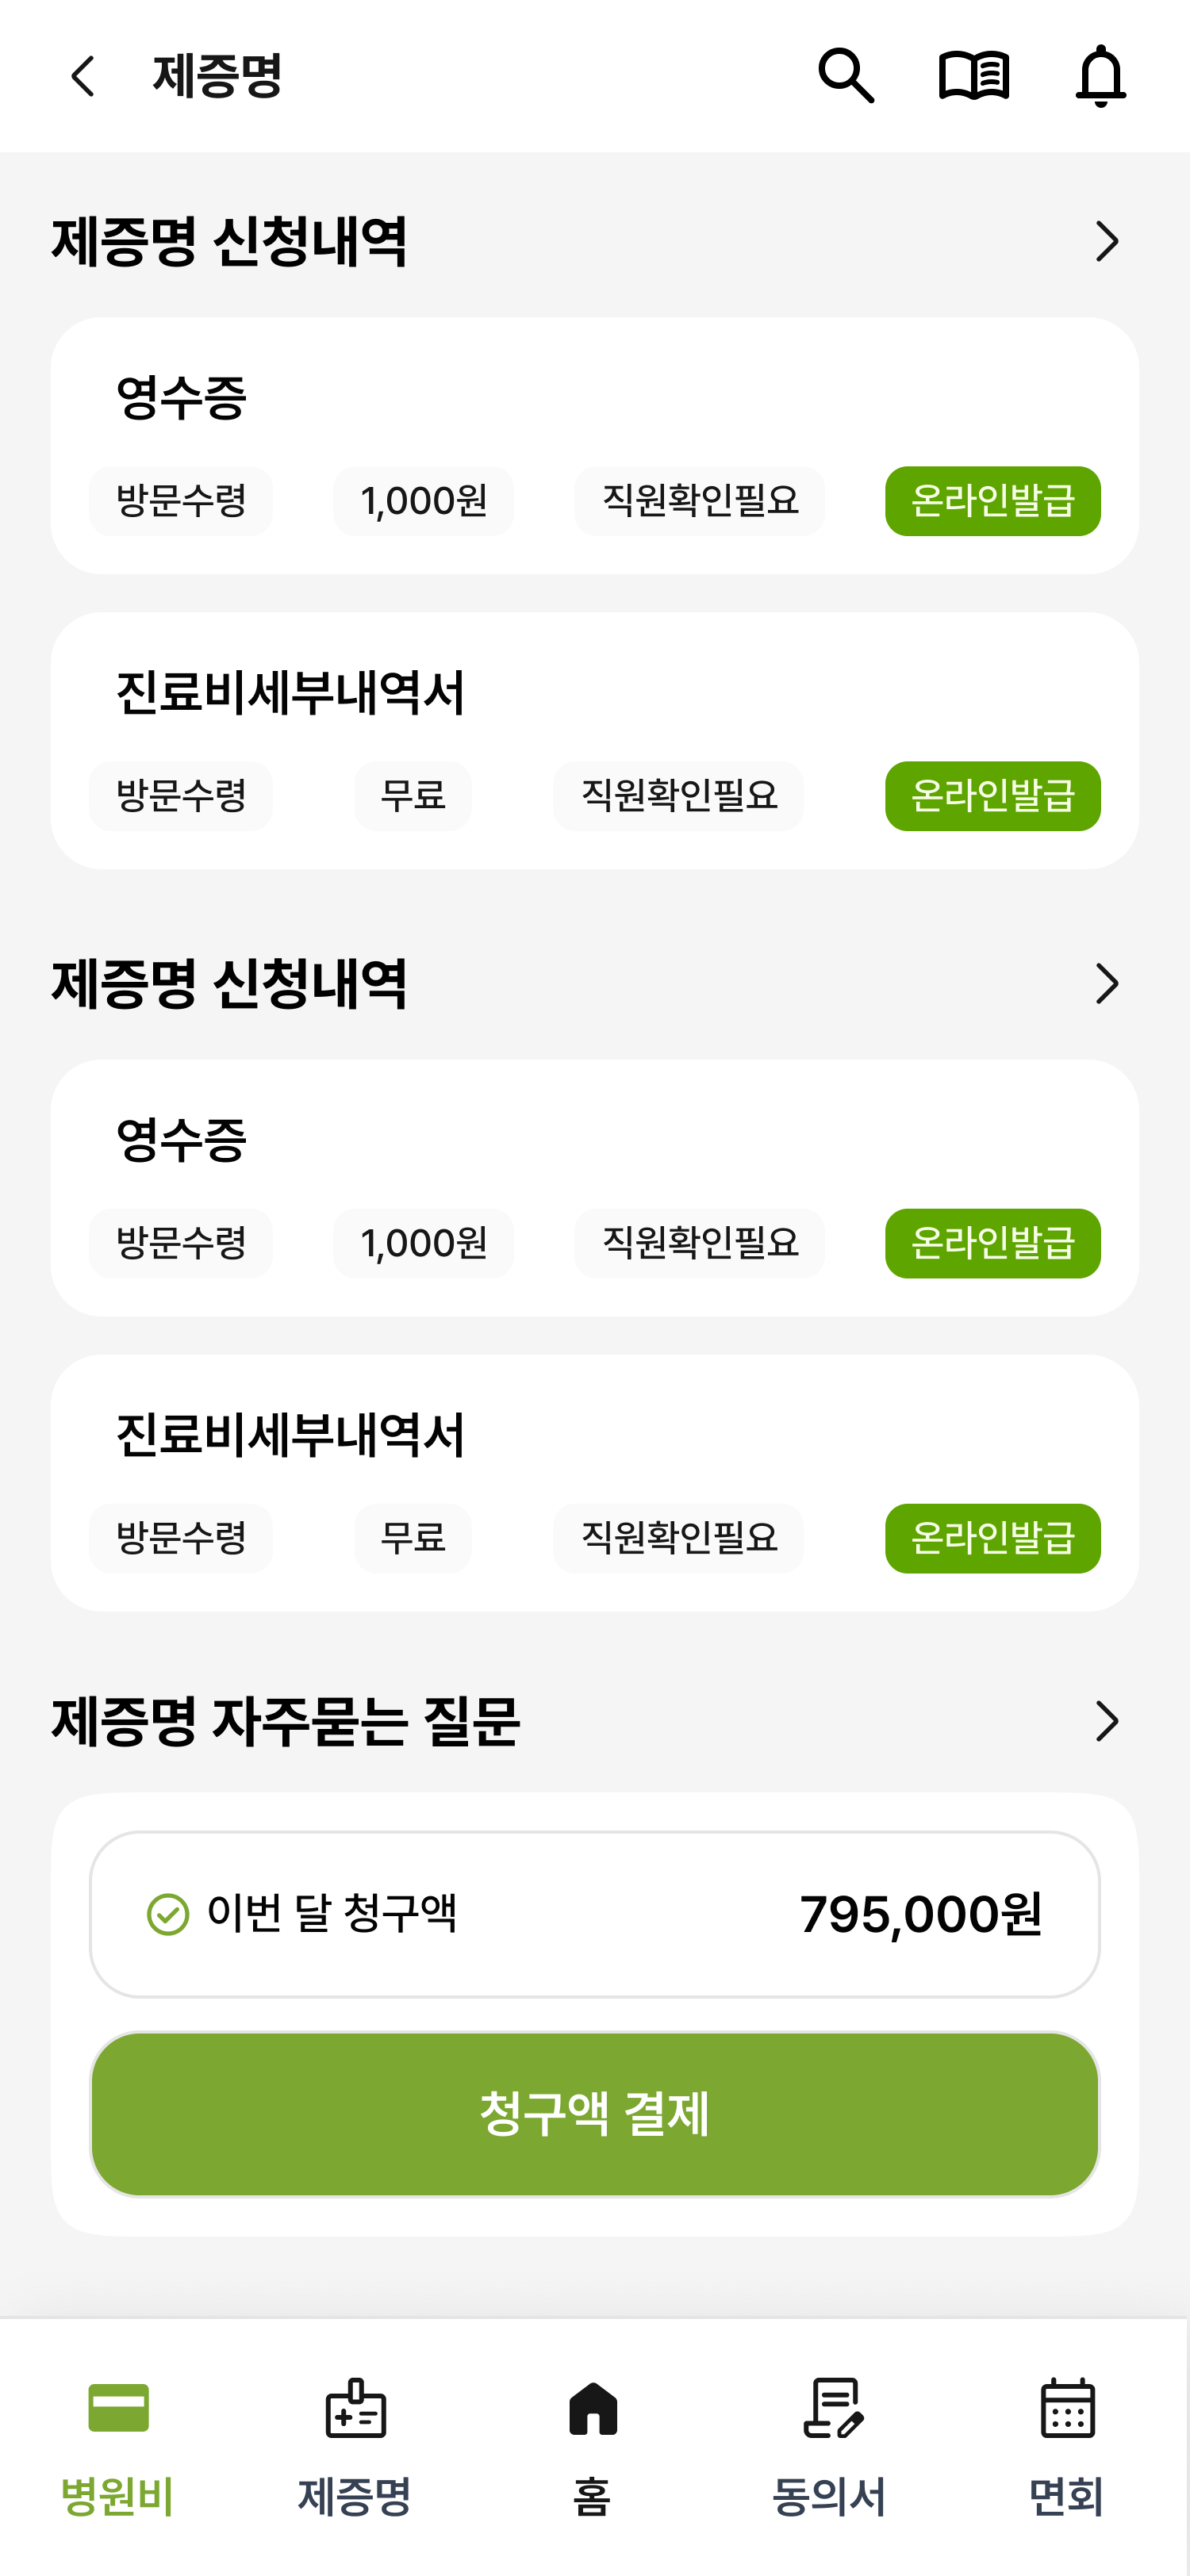 제증명
제증명 신청내역
영수증
방문수령 1,000원 직원확인필요 온라인발급
진료비세부내역서
방문수령 무료 직원확인필요 온라인발급
제증명 신청내역
영수증
방문수령 1,000원 직원확인필요 온라인발급
진료비세부내역서
방문수령 무료 직원확인필요 온라인발급
제증명 자주묻는 질문
이번 달 청구액 795,000원
청구액 결제
병원비 제증명 홈 동의서 면회